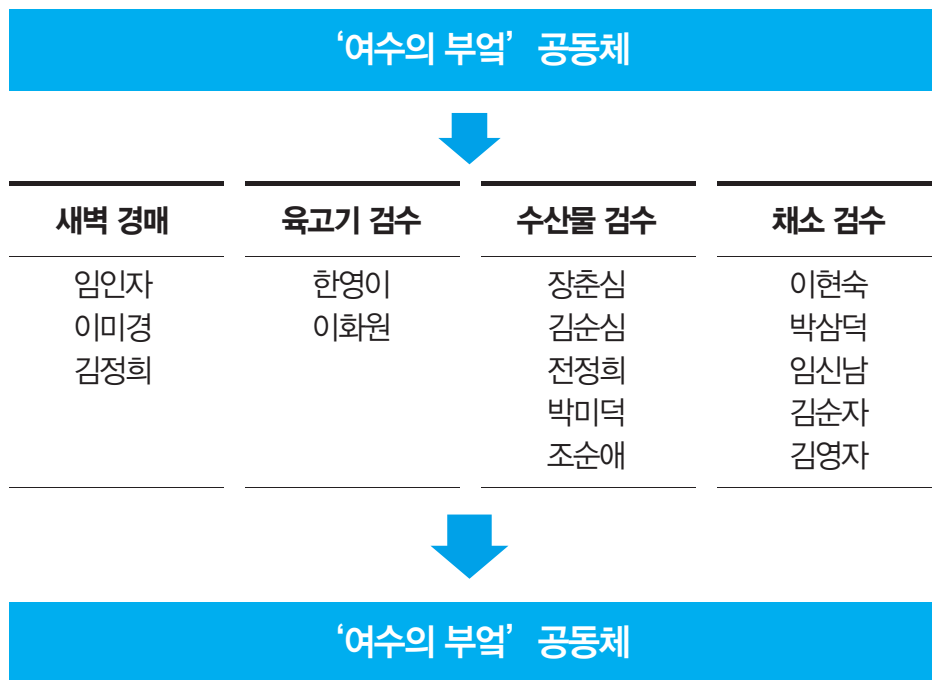 ‘여수의 부엌’ 공동체
새벽 경매
임인자
이미경
김정희
육고기 검수
한영이
이화원
수산물 검수
장춘심
김순심
전정희
박미덕
조순애
채소 검수
이현숙
박삼덕
임신남
김순자
김영자
‘여수의 부엌’ 공동체